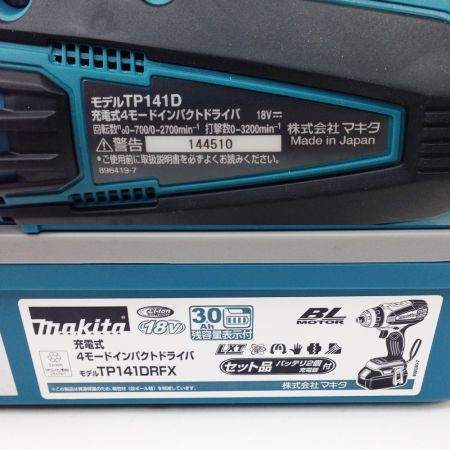 モデルTP141D
充電式4モードインパクトドライバ 18V
回転数n₀0-700/0-2700min⁻¹ 打撃数0-3200min⁻¹
警告 144510
株式会社 マキタ
Made in Japan
・ご使用前に取扱説明書を必ずよくお読みください。
896419-7
makita
Li-ion
18V
3.0Ah
残容量表示付
BL
MOTOR
充電式
4モードインパクトドライバ
モデルTP141DRFX
LXT
セット品 バッテリ2個 充電器 付
株式会社 マキタ